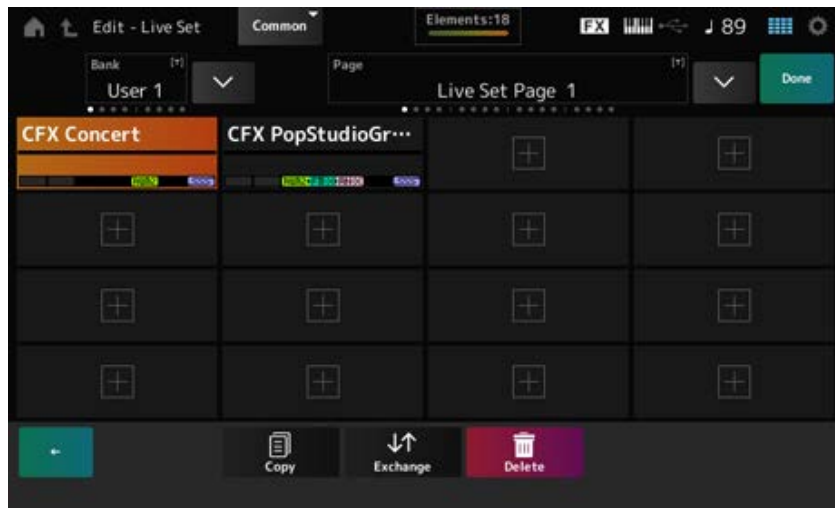 Edit - Live Set
Common
Elements:18
FX
89
Bank
User 1
Page
Live Set Page 1
Done
CFX Concert
CFX PopStudioGr⋯
Copy
Exchange
Delete